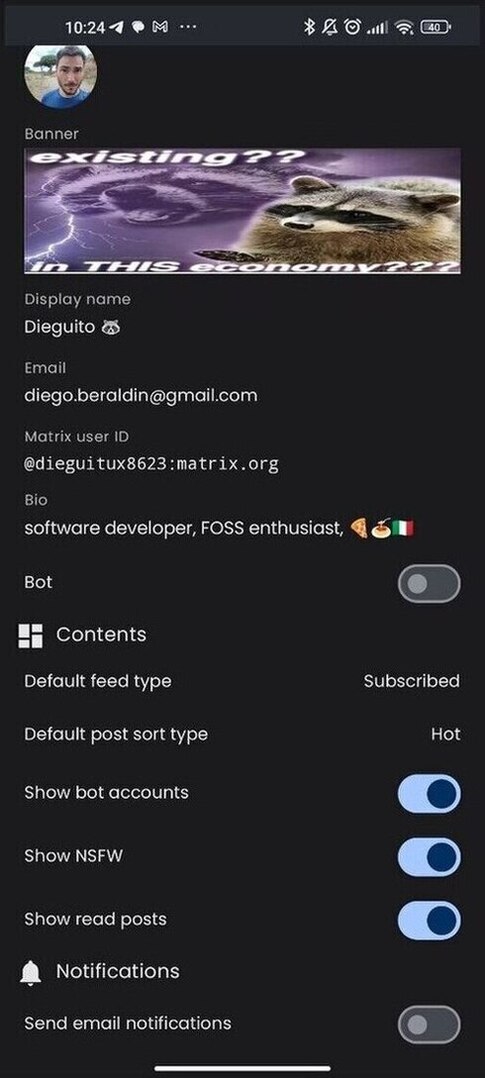 10:24
40
Banner
existing??
in THIS economy???
Display name
Dieguito 🦝
Email
diego.beraldin@gmail.com
Matrix user ID
@dieguitux8623:matrix.org
Bio
software developer, FOSS enthusiast, 🍕🍝🇮🇹
Bot
Contents
Default feed type Subscribed
Default post sort type Hot
Show bot accounts
Show NSFW
Show read posts
Notifications
Send email notifications